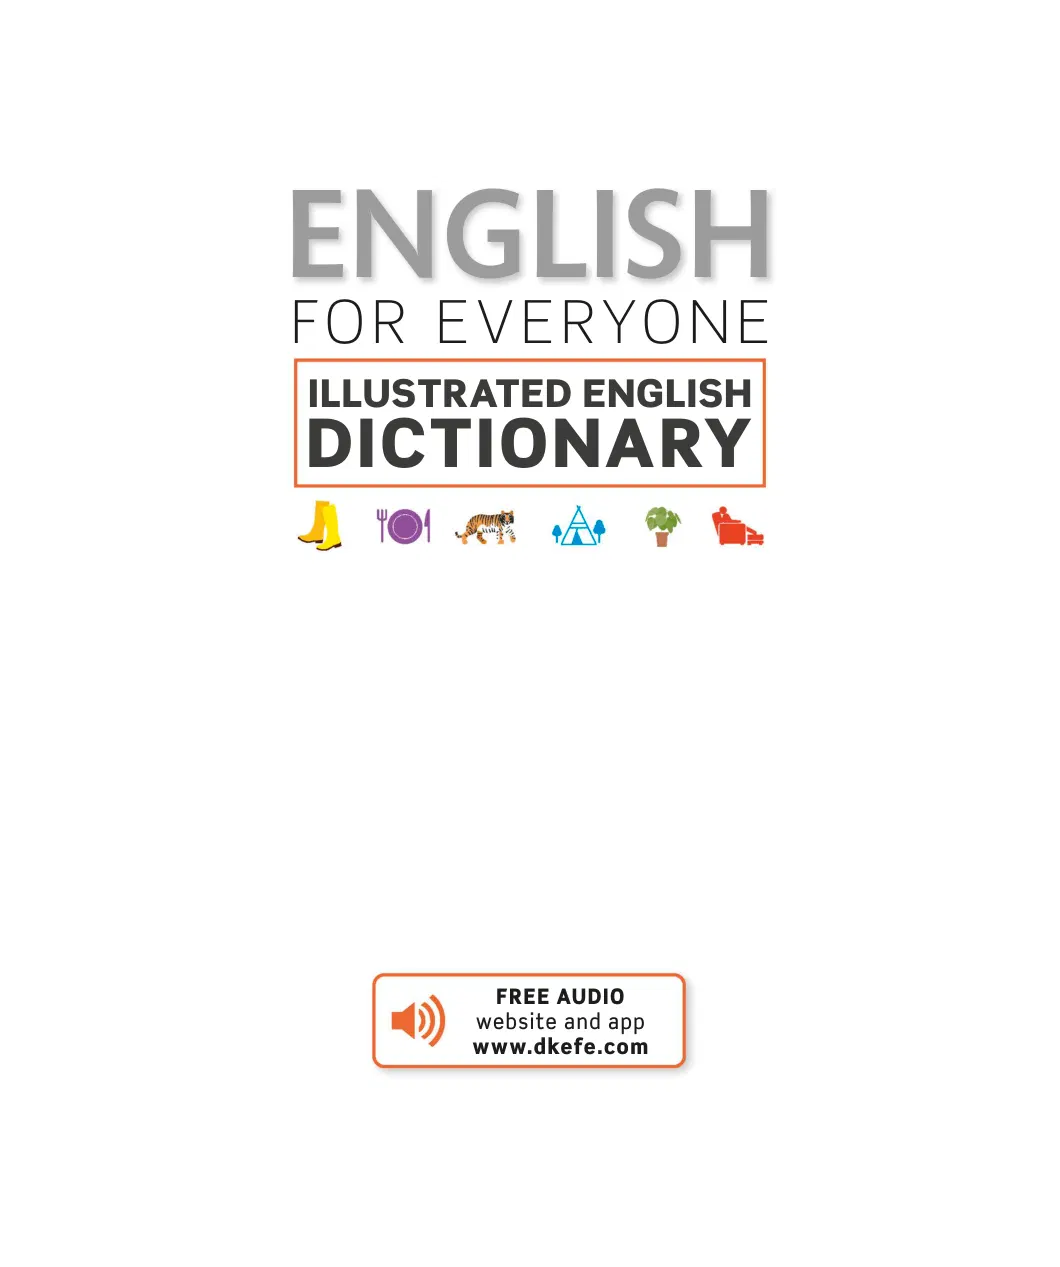 ENGLISH
FOR EVERYONE
ILLUSTRATED ENGLISH
DICTIONARY
FREE AUDIO
website and app
www.dkefe.com